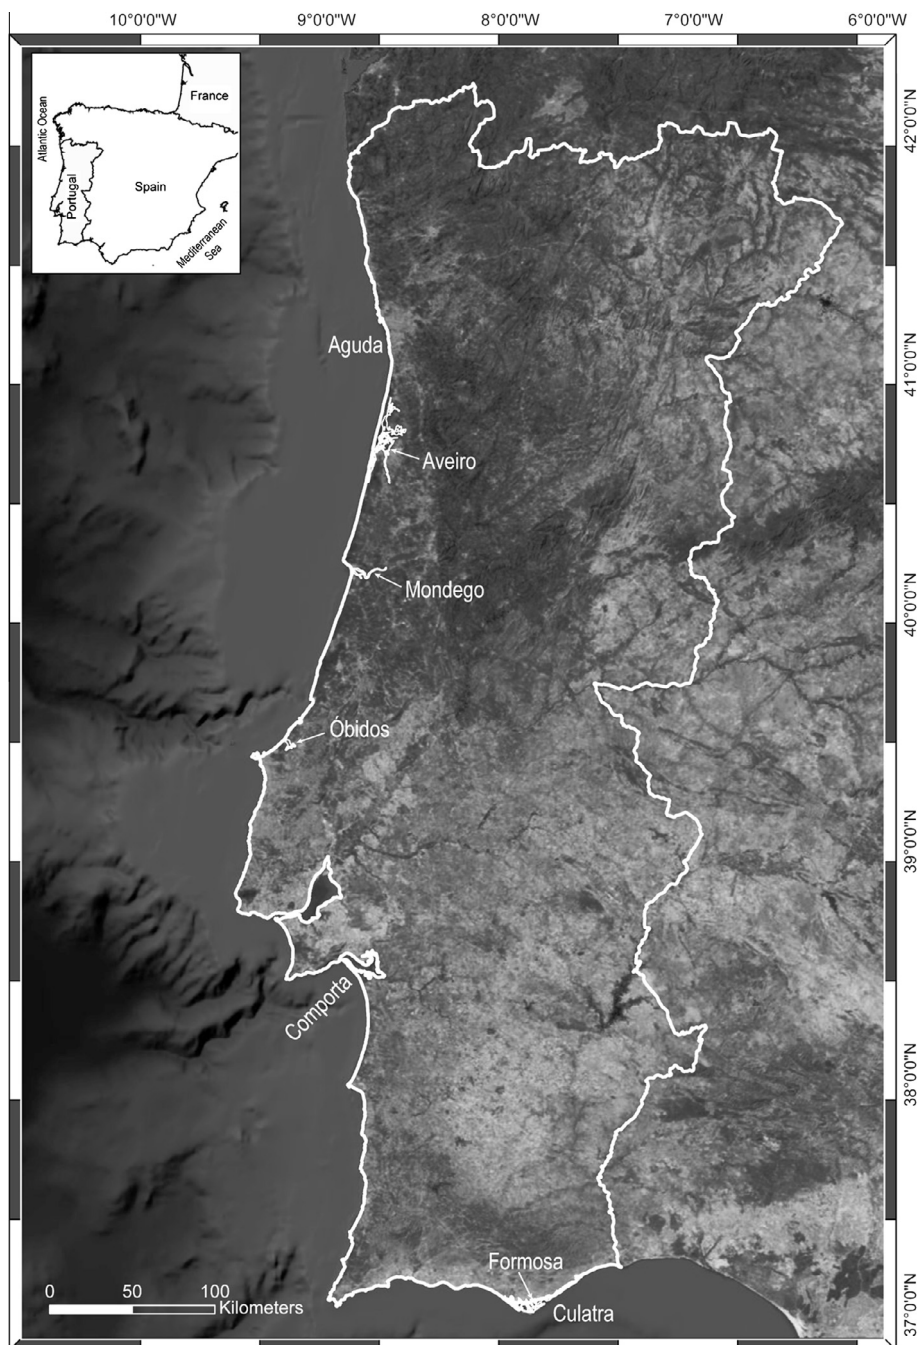 10°0'0"W
9°0'0"W
8°0'0"W
7°0'0"W
6°0'0"W
France
Atlantic Ocean
Portugal
Spain
Mediterranean
Sea
42°0'0"N
Aguda
41°0'0"N
Aveiro
Mondego
40°0'0"N
Óbidos
39°0'0"N
Comporta
38°0'0"N
Formosa
Culatra
0 50 100
Kilometers
37°0'0"N